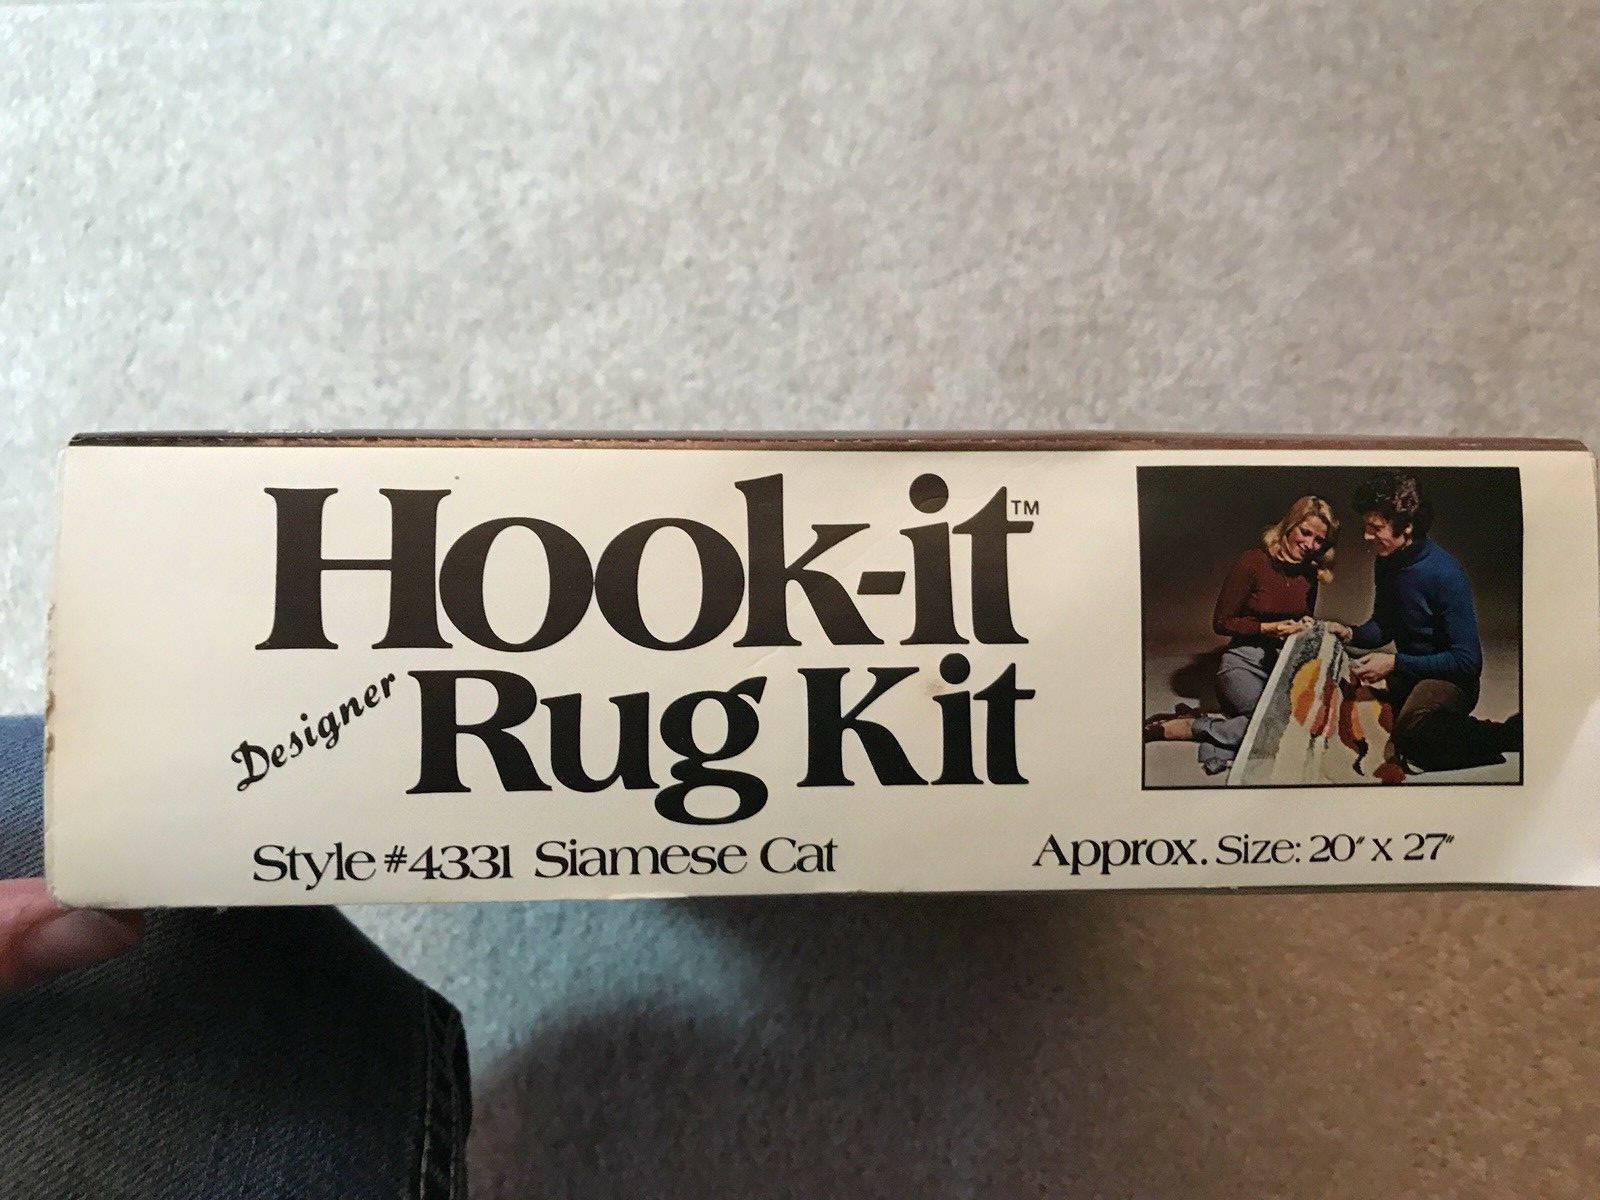 Hook-it™
Designer Rug Kit
Style #4331 Siamese Cat
Approx. Size: 20" x 27"